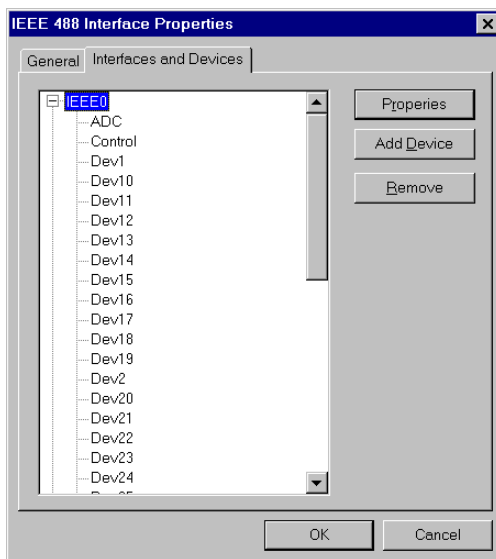 IEEE 488 Interface Properties
General
Interfaces and Devices
IEEE0
ADC
Control
Dev1
Dev10
Dev11
Dev12
Dev13
Dev14
Dev15
Dev16
Dev17
Dev18
Dev19
Dev2
Dev20
Dev21
Dev22
Dev23
Dev24
Properies
Add Device
Remove
OK
Cancel